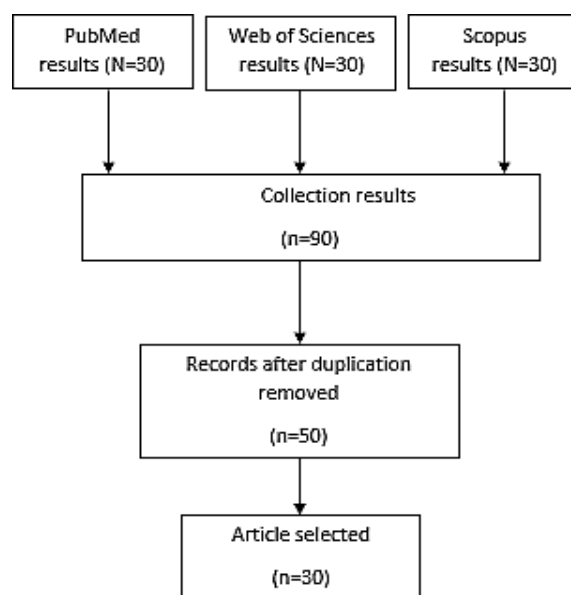 PubMed
results (N=30)
Web of Sciences
results (N=30)
Scopus
results (N=30)
Collection results
(n=90)
Records after duplication
removed
(n=50)
Article selected
(n=30)